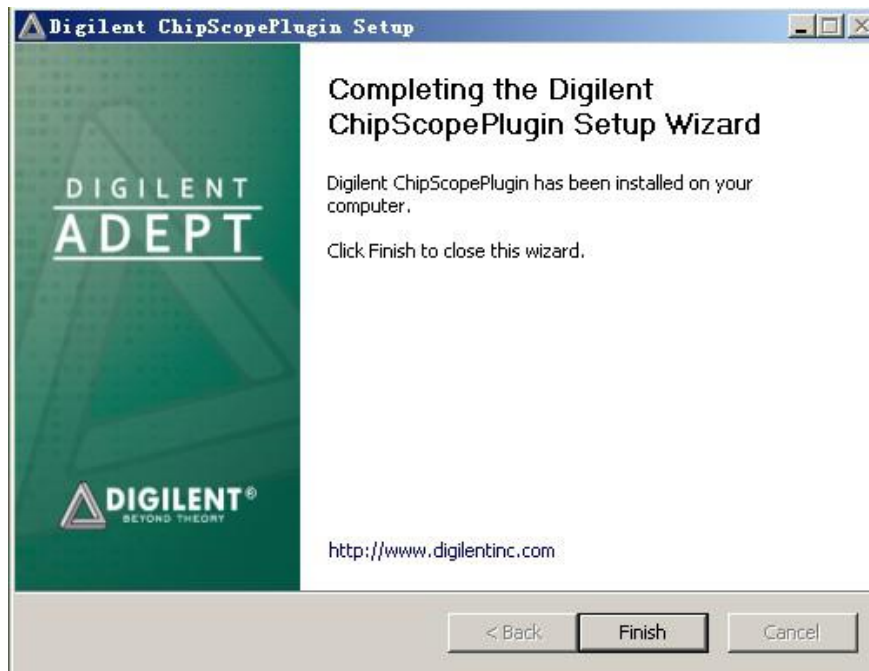 Digilent ChipScopePlugin Setup
DIGILENT
ADEPT
DIGILENT®
BEYOND THEORY
Completing the Digilent
ChipScopePlugin Setup Wizard
Digilent ChipScopePlugin has been installed on your
computer.
Click Finish to close this wizard.
http://www.digilentinc.com
< Back
Finish
Cancel